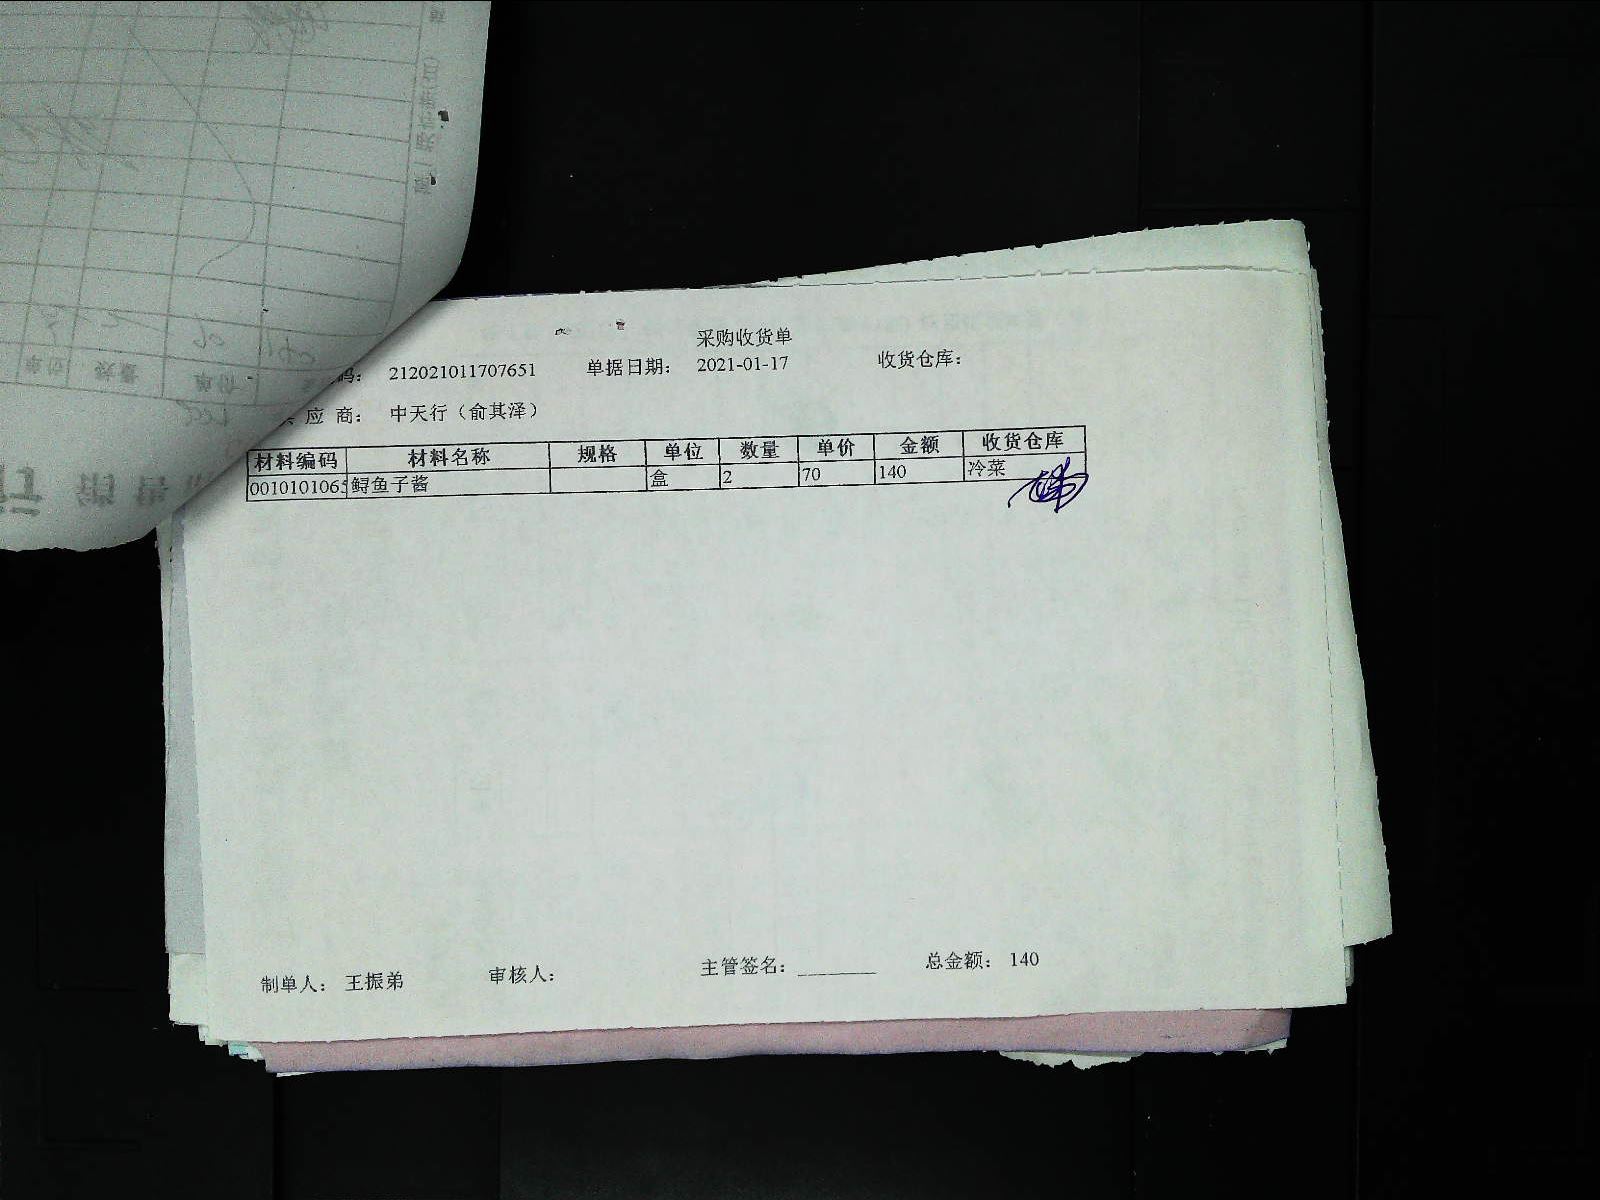 采购收货单
码： 212021011707651 单据日期： 2021-01-17 收货仓库：
应 商： 中天行（俞其泽）
材料编码 材料名称 规格 单位 数量 单价 金额 收货仓库
0010101065 鲟鱼子酱 盒 2 70 140 冷菜
制单人： 王振弟 审核人： 主管签名： ________ 总金额： 140